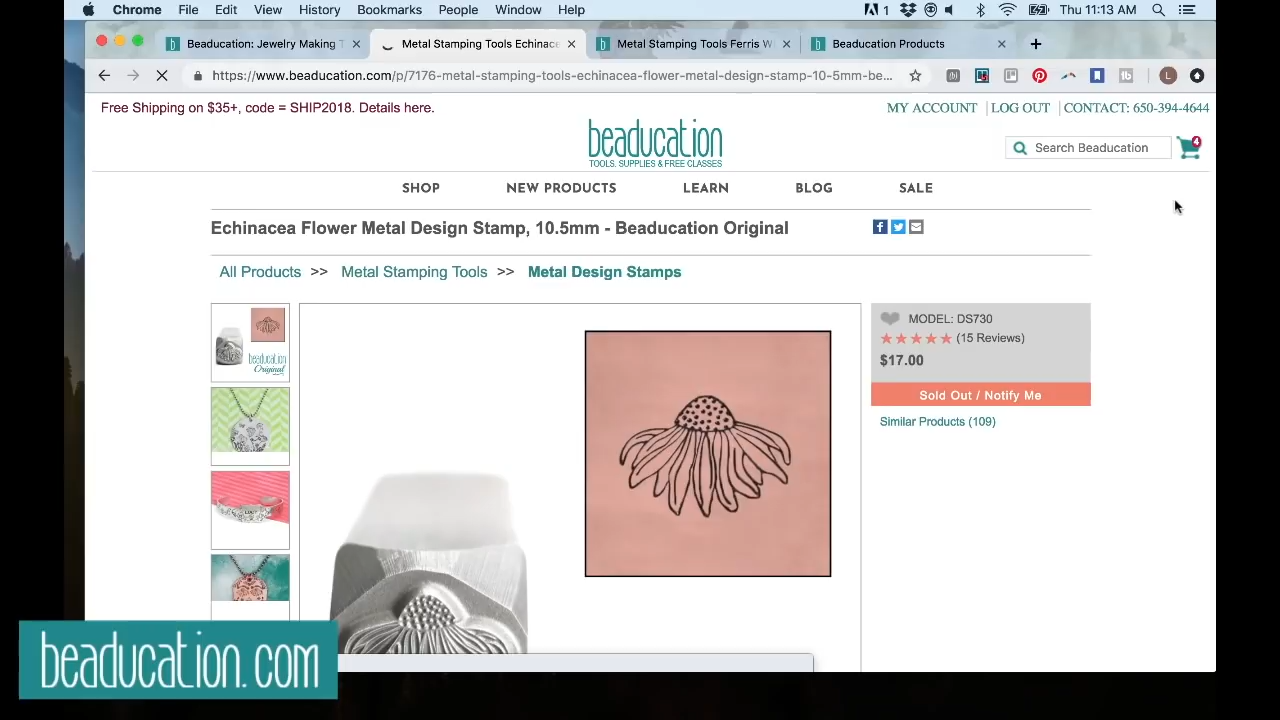 Chrome File Edit View History Bookmarks People Window Help 1 Thu 11:13 AM
Beaducation: Jewelry Making T Metal Stamping Tools Echinac Metal Stamping Tools Ferris W Beaducation Products
https://www.beaducation.com/p/7176-metal-stamping-tools-echinacea-flower-metal-design-stamp-10-5mm-be... L
Free Shipping on $35+, code = SHIP2018. Details here.
MY ACCOUNT | LOG OUT | CONTACT: 650-394-4644
beaducation
TOOLS, SUPPLIES & FREE CLASSES
Search Beaducation 4
SHOP NEW PRODUCTS LEARN BLOG SALE
Echinacea Flower Metal Design Stamp, 10.5mm - Beaducation Original
All Products >> Metal Stamping Tools >> Metal Design Stamps
beaducation
Original
MODEL: DS730
(15 Reviews)
$17.00
Sold Out / Notify Me
Similar Products (109)
beaducation.com